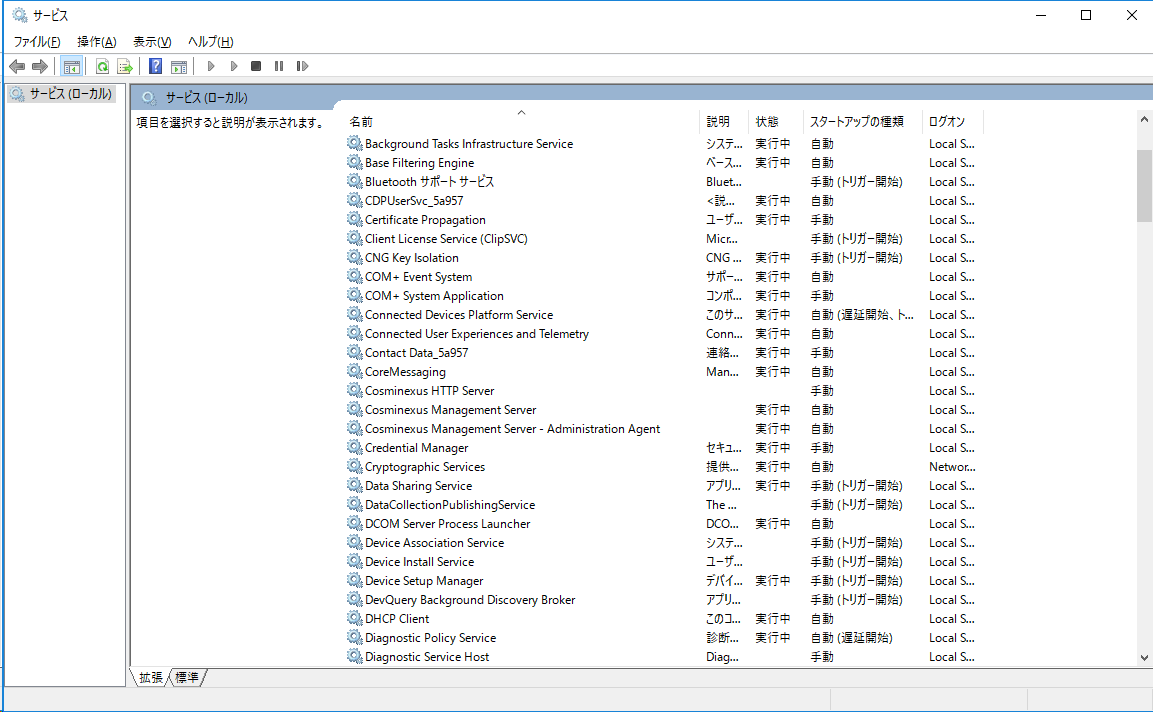 サービス
ファイル(F) 操作(A) 表示(V) ヘルプ(H)
サービス (ローカル)
サービス (ローカル)
項目を選択すると説明が表示されます。
名前 説明 状態 スタートアップの種類 ログオン
Background Tasks Infrastructure Service システ... 実行中 自動 Local S...
Base Filtering Engine ベース... 実行中 自動 Local S...
Bluetooth サポート サービス Bluet... 手動 (トリガー開始) Local S...
CDPUserSvc_5a957 <説... 実行中 自動 Local S...
Certificate Propagation ユーザ... 実行中 手動 Local S...
Client License Service (ClipSVC) Micr... 手動 (トリガー開始) Local S...
CNG Key Isolation CNG ... 実行中 手動 (トリガー開始) Local S...
COM+ Event System サポー... 実行中 自動 Local S...
COM+ System Application コンポ... 実行中 手動 Local S...
Connected Devices Platform Service このサ... 実行中 自動 (遅延開始、ト... Local S...
Connected User Experiences and Telemetry Conn... 実行中 自動 Local S...
Contact Data_5a957 連絡... 実行中 手動 Local S...
CoreMessaging Man... 実行中 自動 Local S...
Cosminexus HTTP Server 手動 Local S...
Cosminexus Management Server 実行中 自動 Local S...
Cosminexus Management Server - Administration Agent 実行中 自動 Local S...
Credential Manager セキュ... 実行中 手動 Local S...
Cryptographic Services 提供... 実行中 自動 Networ...
Data Sharing Service アプリ... 実行中 手動 (トリガー開始) Local S...
DataCollectionPublishingService The ... 手動 (トリガー開始) Local S...
DCOM Server Process Launcher DCO... 実行中 自動 Local S...
Device Association Service システ... 手動 (トリガー開始) Local S...
Device Install Service ユーザ... 手動 (トリガー開始) Local S...
Device Setup Manager デバイ... 実行中 手動 (トリガー開始) Local S...
DevQuery Background Discovery Broker アプリ... 手動 (トリガー開始) Local S...
DHCP Client このコ... 実行中 自動 Local S...
Diagnostic Policy Service 診断... 実行中 自動 (遅延開始) Local S...
Diagnostic Service Host Diag... 手動 Local S...
拡張 標準